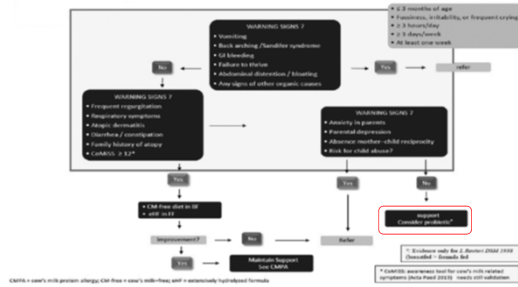 ≤ 3 months of age
Fussiness, irritability, or frequent crying
≥ 3 hours/day
≥ 3 days/week
At least one week
WARNING SIGNS ?
• Vomiting
• Back arching /Sandifer syndrome
• GI bleeding
• Failure to thrive
• Abdominal distention / bloating
• Any signs of other organic causes
No
Yes
refer
WARNING SIGNS ?
• Frequent regurgitation
• Respiratory symptoms
• Atopic dermatitis
• Diarrhea / constipation
• Family history of atopy
• CoMiSS ≥ 12*
WARNING SIGNS ?
• Anxiety in parents
• Parental depression
• Absence mother-child reciprocity
• Risk for child abuse?
Yes
Yes
No
• CM-free diet in BF
• eHF in FF
support
Consider probiotic°
Improvement?
No
Refer
Yes
Maintain Support
See CMPA
°: Evidence only for L. Reuteri DSM 1938
* CoMiSS: awareness tool for cow's milk related
symptoms (Acta Paed 2015) needs still validation
CMPA = cow's milk protein allergy; CM-free = cow's milk-free; eHF = extensively hydrolysed formula